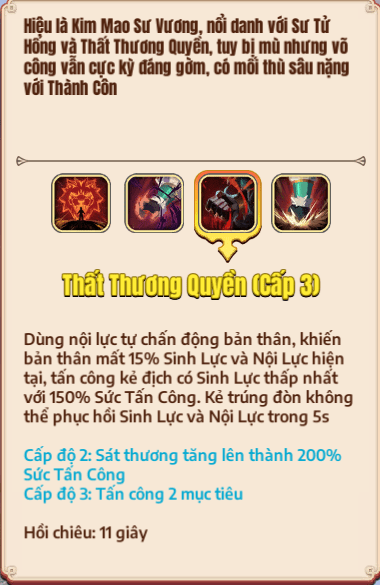 Hiệu là Kim Mao Sư Vương, nổi danh với Sư Tử
Hống và Thất Thương Quyền, tuy bị mù nhưng võ
công vẫn cực kỳ đáng gờm, có mối thù sâu nặng
với Thành Côn
Thất Thương Quyền (Cấp 3)
Dùng nội lực tự chấn động bản thân, khiến
bản thân mất 15% Sinh Lực và Nội Lực hiện
tại, tấn công kẻ địch có Sinh Lực thấp nhất
với 150% Sức Tấn Công. Kẻ trúng đòn không
thể phục hồi Sinh Lực và Nội Lực trong 5s
Cấp độ 2: Sát thương tăng lên thành 200%
Sức Tấn Công
Cấp độ 3: Tấn công 2 mục tiêu
Hồi chiêu: 11 giây